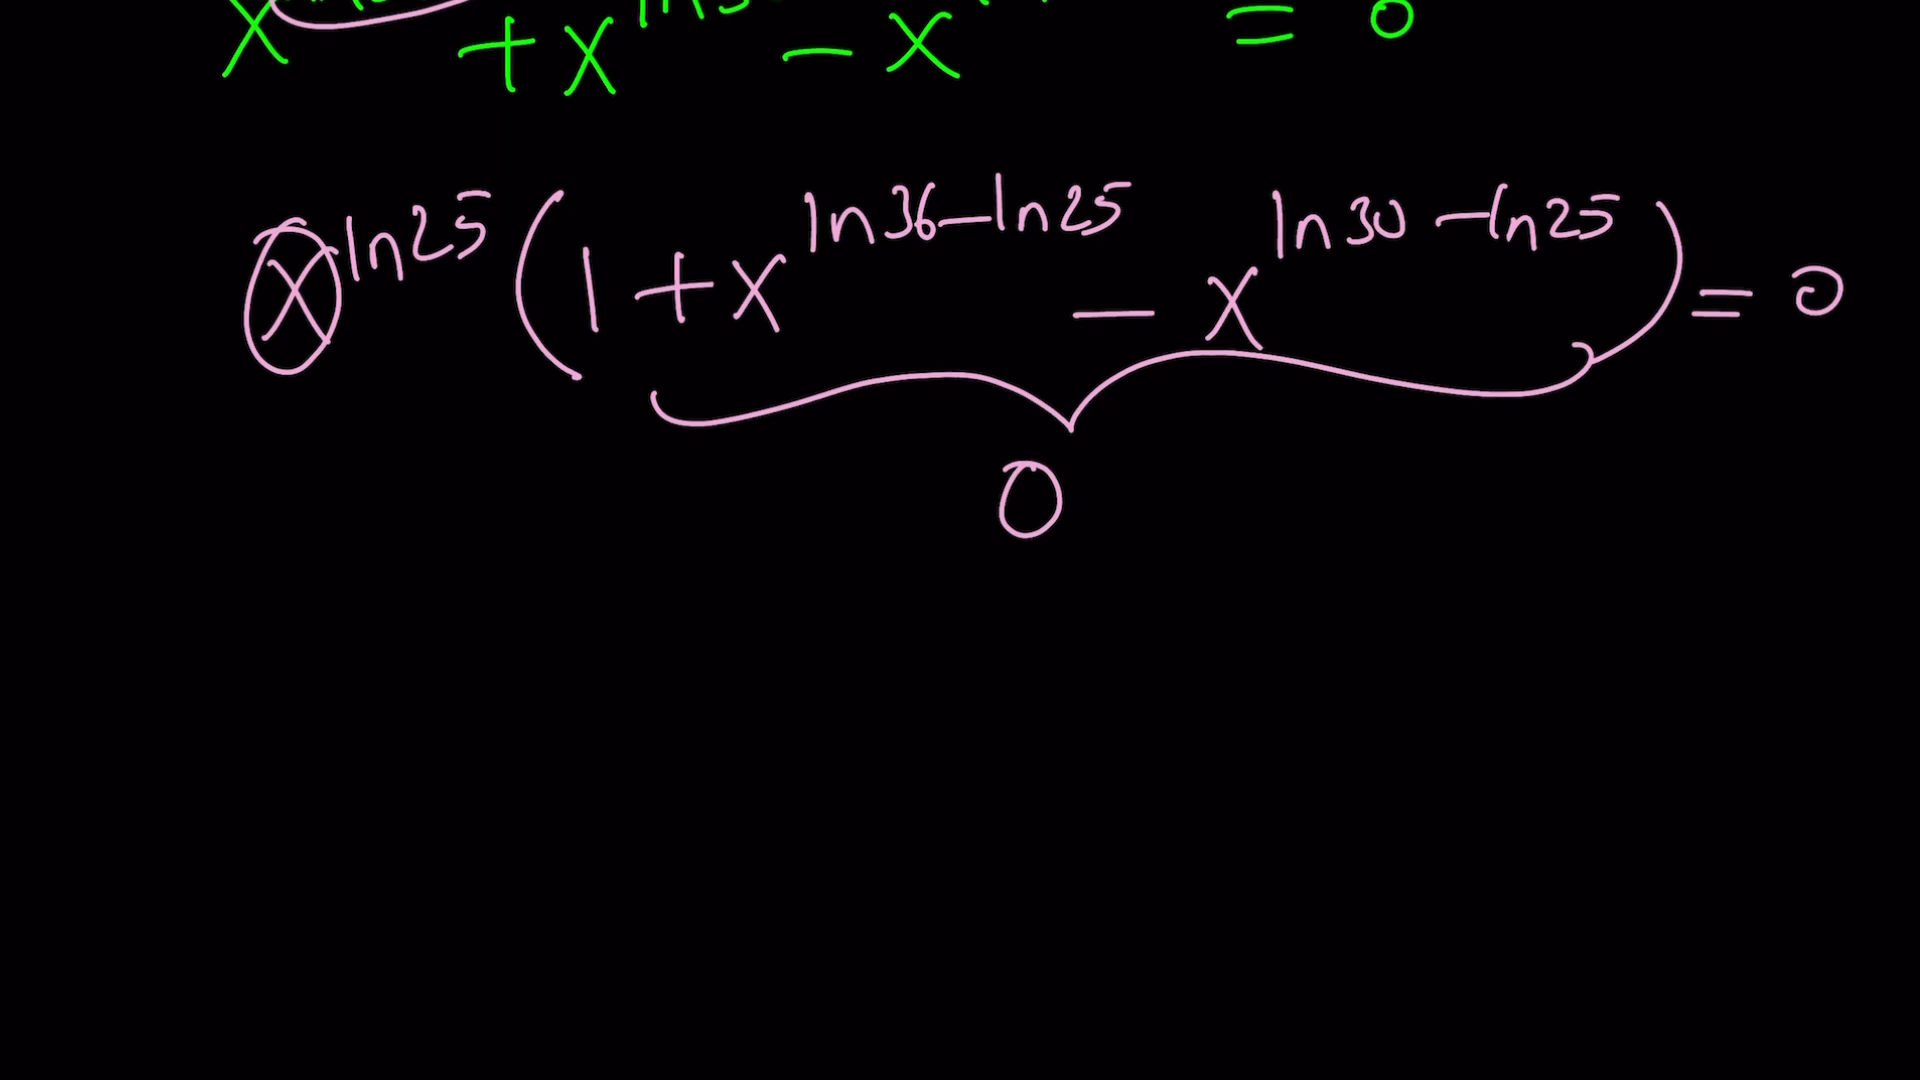 x + x - x = 0
x^ln25 (1 + x^ln36-ln25 - x^ln30-ln25) = 0
0